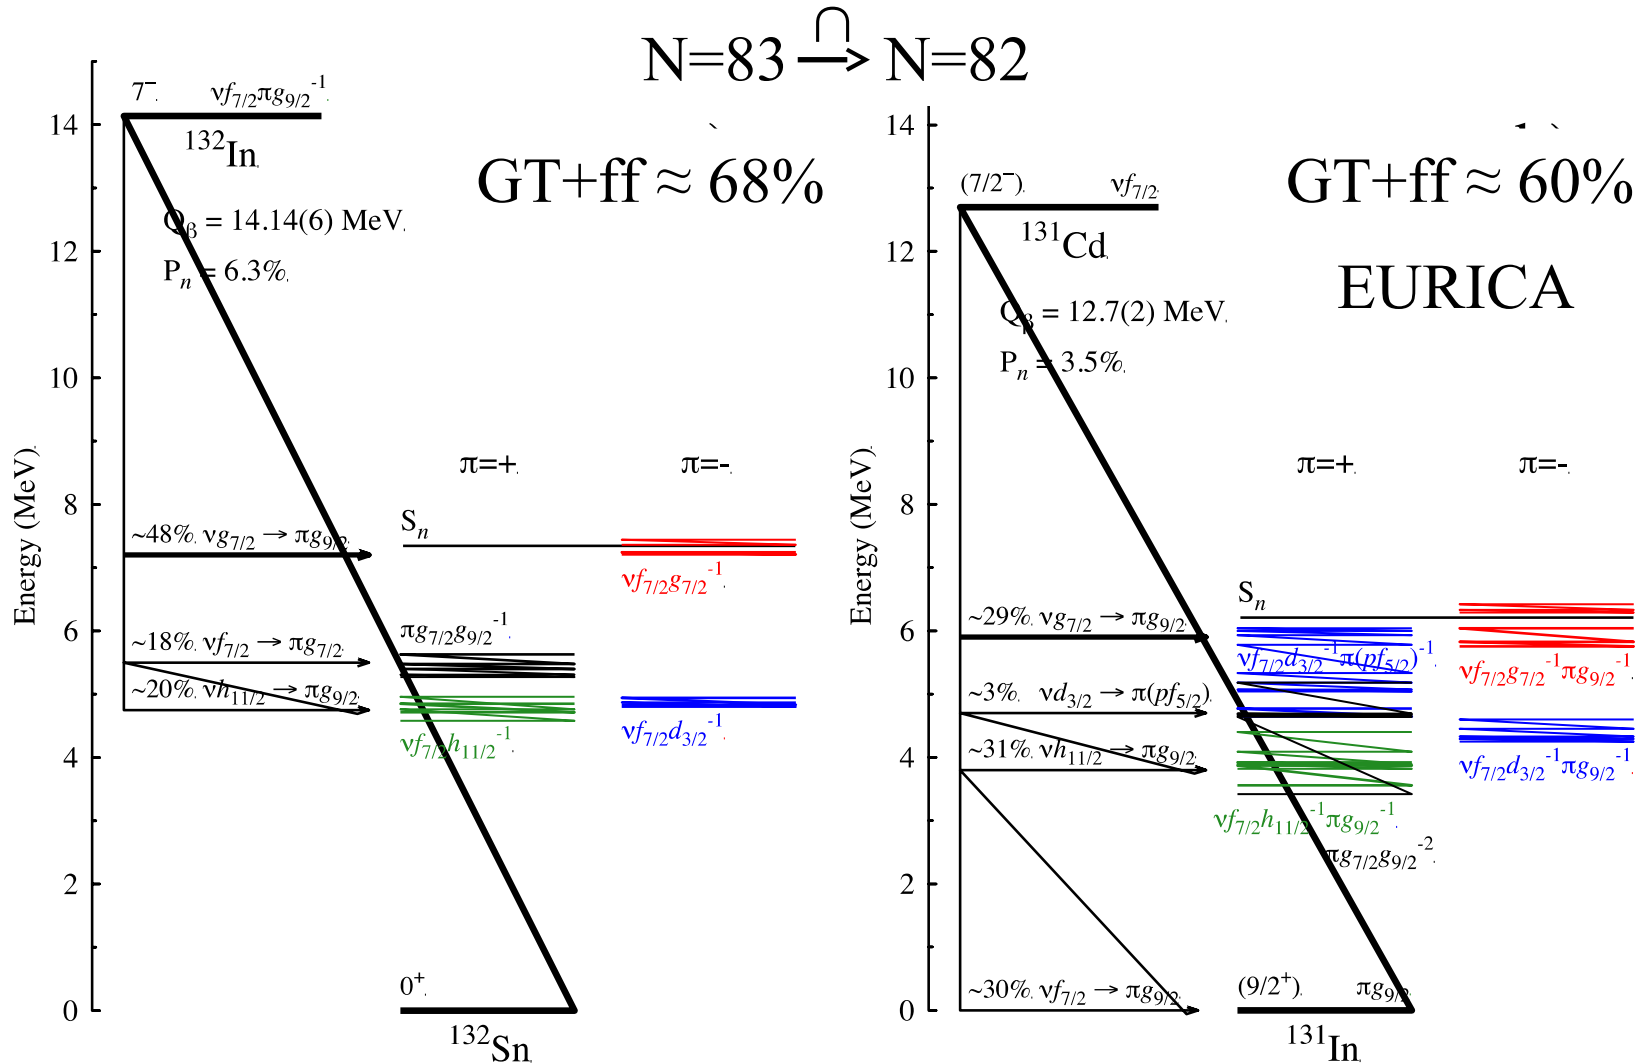 N=83 → N=82
7⁻ νf7/2πg9/2⁻¹
¹³²In
GT+ff ≈ 68%
Qβ = 14.14(6) MeV
Pn = 6.3%
Energy (MeV)
14
12
10
8
6
4
2
0
π=+ π=-
Sn
~48% νg7/2 → πg9/2
νf7/2g7/2⁻¹
~18% νf7/2 → πg7/2
πg7/2g9/2⁻¹
~20% νh11/2 → πg9/2
νf7/2h11/2⁻¹
νf7/2d3/2⁻¹
0⁺
¹³²Sn
(7/2⁻) νf7/2
¹³¹Cd
GT+ff ≈ 60%
EURICA
Qβ = 12.7(2) MeV
Pn = 3.5%
Energy (MeV)
14
12
10
8
6
4
2
0
π=+ π=-
Sn
~29% νg7/2 → πg9/2
νf7/2d3/2⁻¹π(pf5/2)⁻¹
νf7/2g7/2⁻¹πg9/2⁻¹
~3% νd3/2 → π(pf5/2)
~31% νh11/2 → πg9/2
νf7/2d3/2⁻¹πg9/2⁻¹
νf7/2h11/2⁻¹πg9/2⁻¹
πg7/2g9/2⁻²
~30% νf7/2 → πg9/2
(9/2⁺) πg9/2
¹³¹In